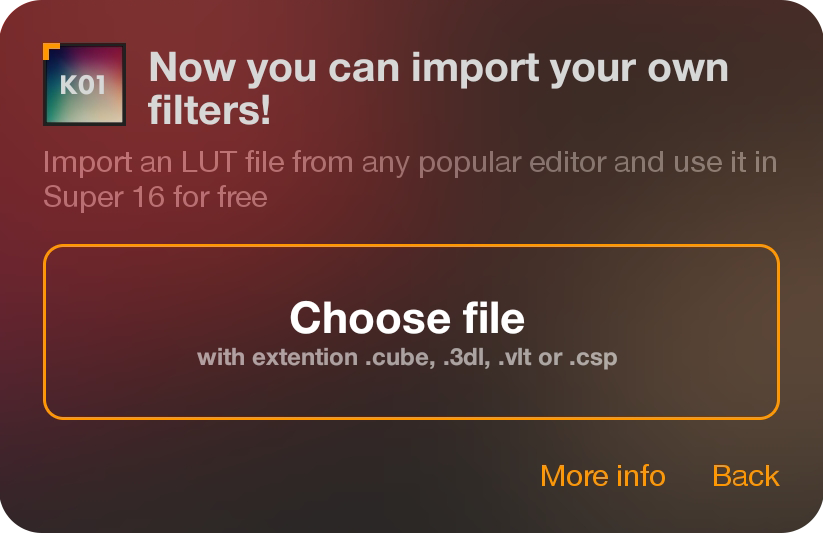 K01
Now you can import your own
filters!
Import an LUT file from any popular editor and use it in
Super 16 for free
Choose file
with extention .cube, .3dl, .vlt or .csp
More info
Back